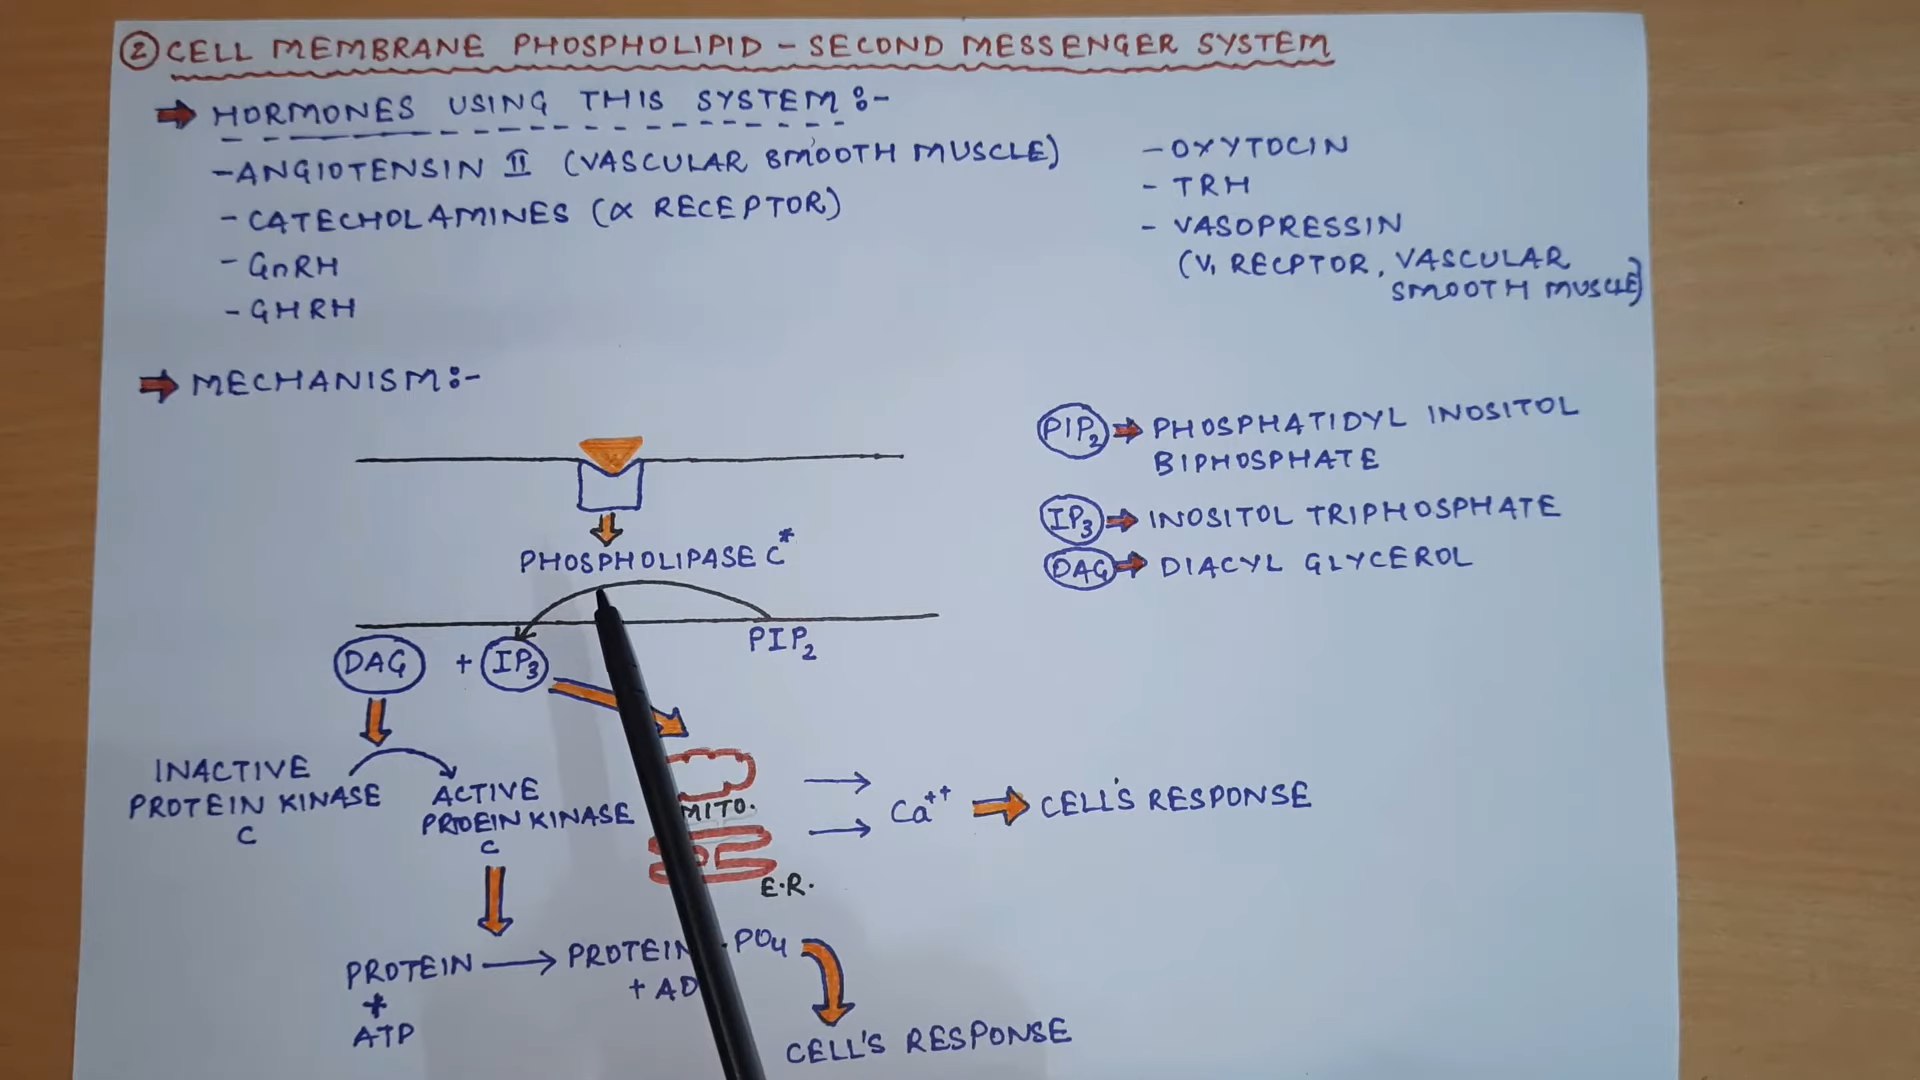 ② CELL MEMBRANE PHOSPHOLIPID - SECOND MESSENGER SYSTEM
HORMONES USING THIS SYSTEM :-
- ANGIOTENSIN II (VASCULAR SMOOTH MUSCLE)
- CATECHOLAMINES (α RECEPTOR)
- GnRH
- GHRH
- OXYTOCIN
- TRH
- VASOPRESSIN
(V₁ RECPTOR, VASCULAR
SMOOTH MUSCLE)
MECHANISM :-
PIP₂ → PHOSPHATIDYL INOSITOL
BIPHOSPHATE
IP₃ → INOSITOL TRIPHOSPHATE
DAG → DIACYL GLYCEROL
PHOSPHOLIPASE C*
PIP₂
DAG + IP₃
INACTIVE
PROTEIN KINASE
C
ACTIVE
PROEIN KINASE
C
MITO.
E.R.
Ca⁺⁺ → CELL'S RESPONSE
PROTEIN → PROTEIN PO₄
+
ATP
+ AD
CELL'S RESPONSE